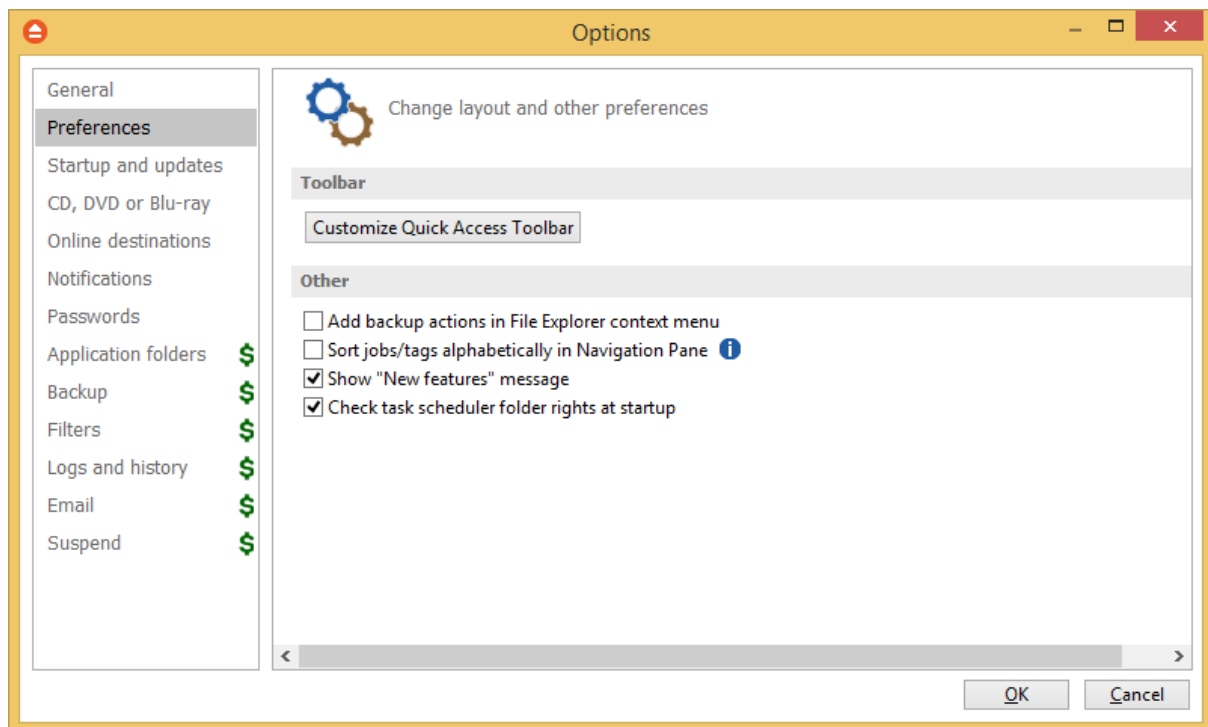 Options
General
Preferences
Startup and updates
CD, DVD or Blu-ray
Online destinations
Notifications
Passwords
Application folders $
Backup $
Filters $
Logs and history $
Email $
Suspend $
Change layout and other preferences
Toolbar
Customize Quick Access Toolbar
Other
Add backup actions in File Explorer context menu
Sort jobs/tags alphabetically in Navigation Pane i
Show "New features" message
Check task scheduler folder rights at startup
OK Cancel